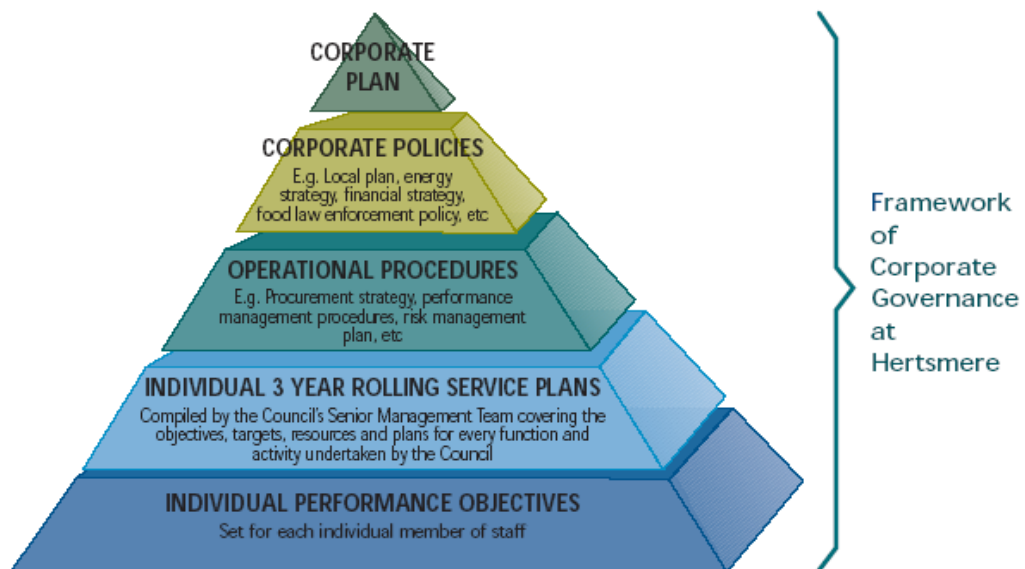 CORPORATE
PLAN
CORPORATE POLICIES
E.g. Local plan, energy
strategy, financial strategy,
food law enforcement policy, etc
OPERATIONAL PROCEDURES
E.g. Procurement strategy, performance
management procedures, risk management
plan, etc
INDIVIDUAL 3 YEAR ROLLING SERVICE PLANS
Compiled by the Council's Senior Management Team covering the
objectives, targets, resources and plans for every function and
activity undertaken by the Council
INDIVIDUAL PERFORMANCE OBJECTIVES
Set for each individual member of staff
Framework
of
Corporate
Governance
at
Hertsmere